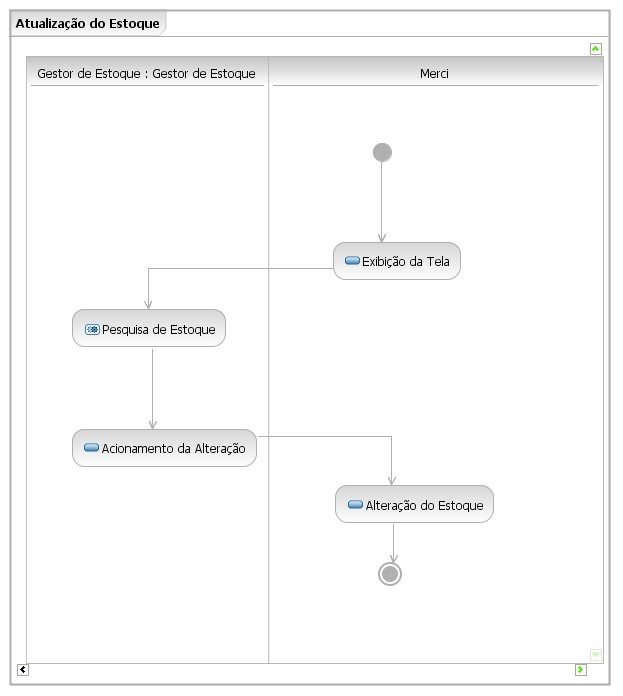 Atualização do Estoque
Gestor de Estoque : Gestor de Estoque
Merci
Exibição da Tela
Pesquisa de Estoque
Acionamento da Alteração
Alteração do Estoque